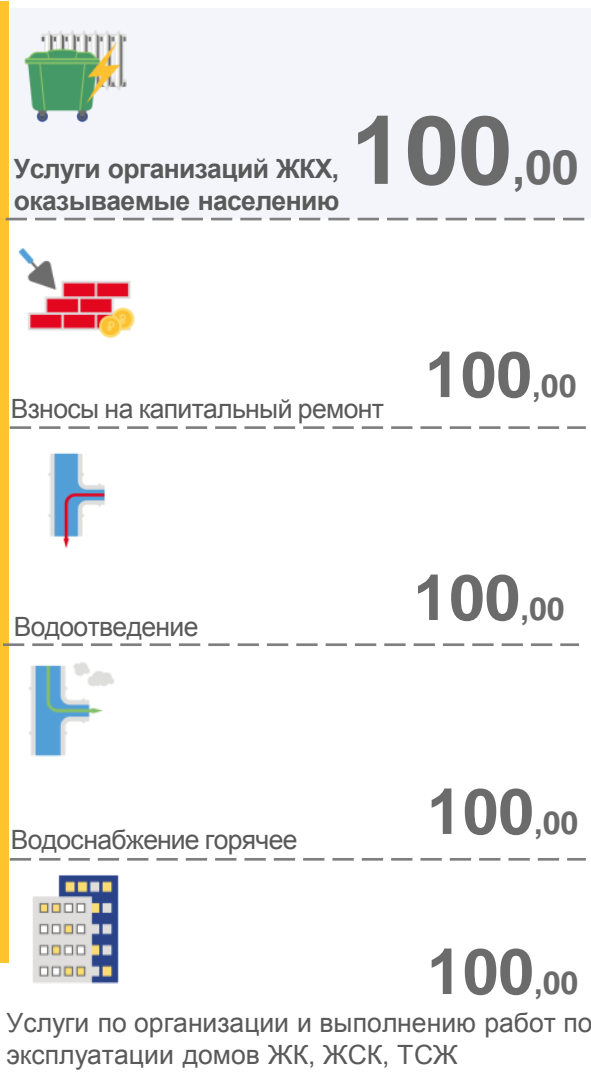 Услуги организаций ЖКХ,
оказываемые населению
100,00
Взносы на капитальный ремонт
100,00
Водоотведение
100,00
Водоснабжение горячее
100,00
100,00
Услуги по организации и выполнению работ по
эксплуатации домов ЖК, ЖСК, ТСЖ